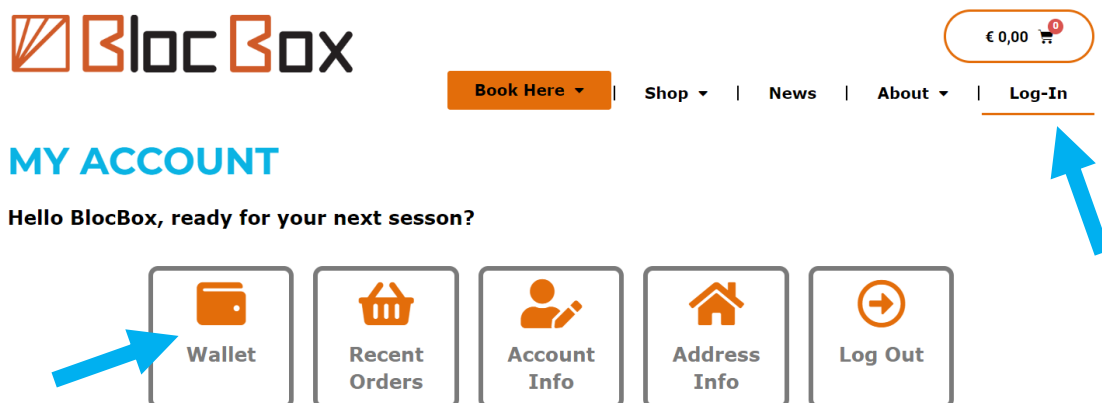 BlocBox
€ 0,00 0
Book Here | Shop | News | About | Log-In
MY ACCOUNT
Hello BlocBox, ready for your next sesson?
Wallet
Recent Orders
Account Info
Address Info
Log Out